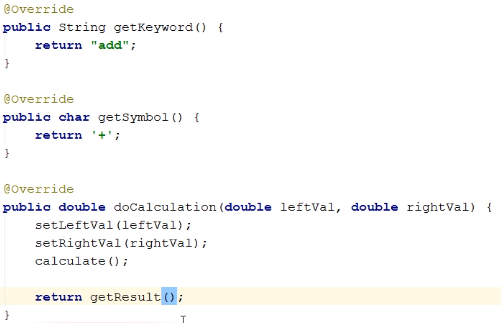 @Override
public String getKeyword() {
    return "add";
}

@Override
public char getSymbol() {
    return '+';
}

@Override
public double doCalculation(double leftVal, double rightVal) {
    setLeftVal(leftVal);
    setRightVal(rightVal);
    calculate();

    return getResult();
}